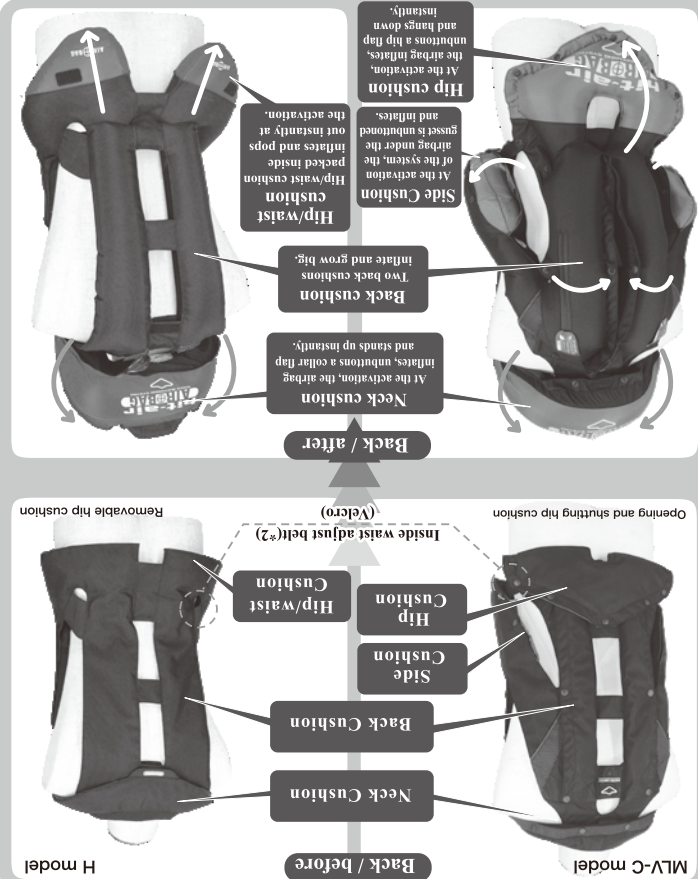 MLV-C model
Back / before
H model
Neck Cushion
Back Cushion
Side
Cushion
Hip
Cushion
Hip/waist
Cushion
Inside waist adjust belt(*2)
(Velcro)
Opening and shutting hip cushion
Removable hip cushion
Back / after
Neck cushion
At the activation, the airbag
inflates, unbuttons a collar flap
and stands up instantly.
Back cushion
Two back cushions
inflate and grow big.
Side Cushion
At the activation
of the system, the
airbag under the
gusset is unbuttoned
and inflates.
Hip/waist
cushion
Hip/waist cushion
packed inside
inflates and pops
out at instantly at
the activation.
Hip cushion
At the activation,
the airbag inflates,
unbuttons a hip flap
and hangs down
instantly.
hit-air
AIRBAG